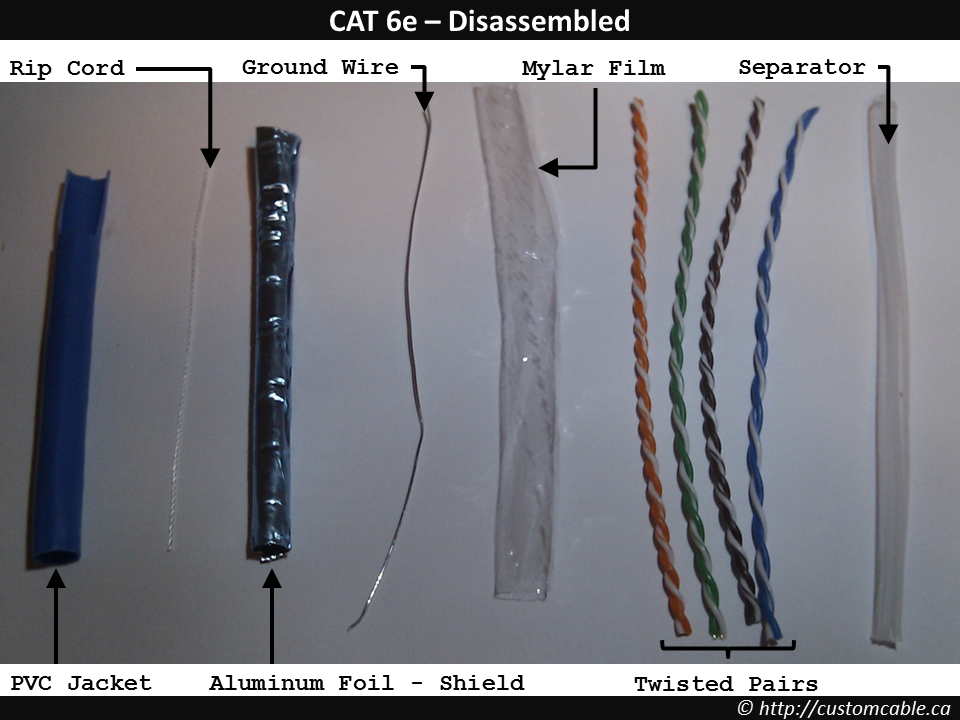 CAT 6e – Disassembled
Rip Cord
Ground Wire
Mylar Film
Separator
PVC Jacket
Aluminum Foil - Shield
Twisted Pairs
© http://customcable.ca